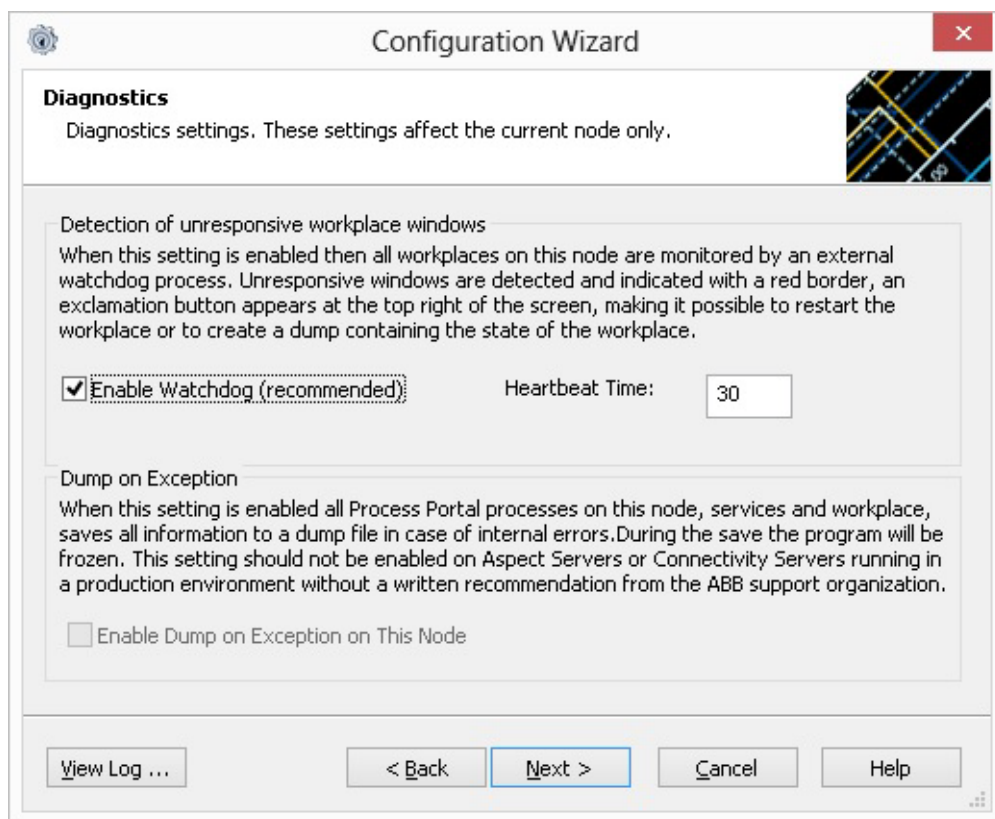 Configuration Wizard
Diagnostics
Diagnostics settings. These settings affect the current node only.
Detection of unresponsive workplace windows
When this setting is enabled then all workplaces on this node are monitored by an external
watchdog process. Unresponsive windows are detected and indicated with a red border, an
exclamation button appears at the top right of the screen, making it possible to restart the
workplace or to create a dump containing the state of the workplace.
Enable Watchdog (recommended) Heartbeat Time: 30
Dump on Exception
When this setting is enabled all Process Portal processes on this node, services and workplace,
saves all information to a dump file in case of internal errors.During the save the program will be
frozen. This setting should not be enabled on Aspect Servers or Connectivity Servers running in
a production environment without a written recommendation from the ABB support organization.
Enable Dump on Exception on This Node
View Log ... < Back Next > Cancel Help